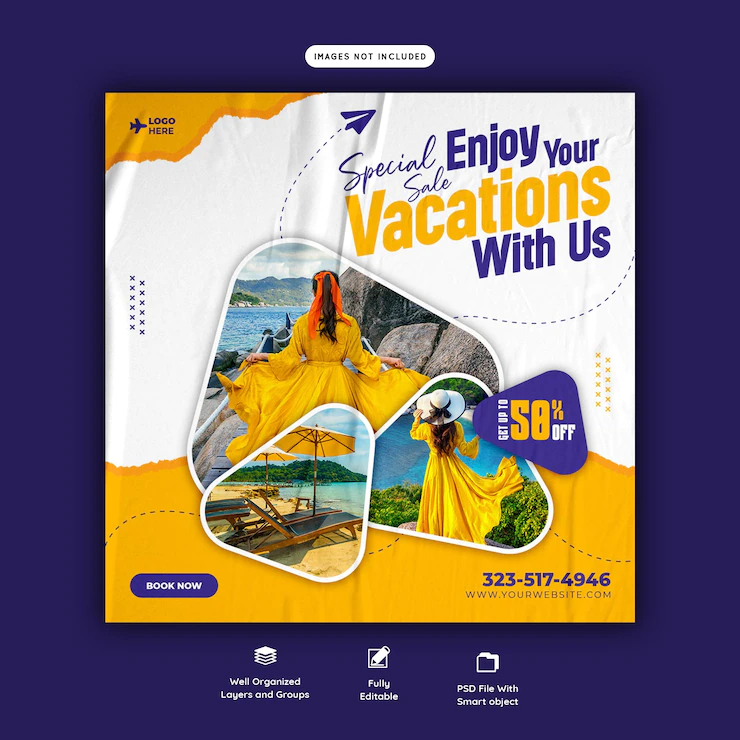 IMAGES NOT INCLUDED
LOGO
HERE
Special
Sale
Enjoy Your
Vacations
With Us
GET UP TO
50%
OFF
BOOK NOW
323-517-4946
WWW.YOURWEBSITE.COM
Well Organized
Layers and Groups
Fully
Editable
PSD File With
Smart object